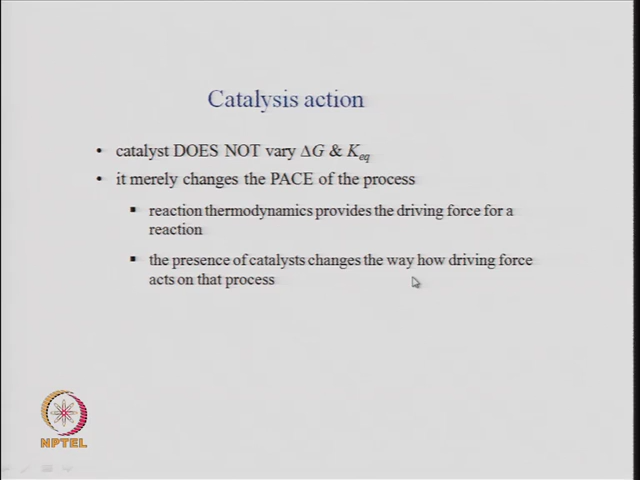 Catalysis action
• catalyst DOES NOT vary ΔG & Keq
• it merely changes the PACE of the process
▪ reaction thermodynamics provides the driving force for a
reaction
▪ the presence of catalysts changes the way how driving force
acts on that process
NPTEL